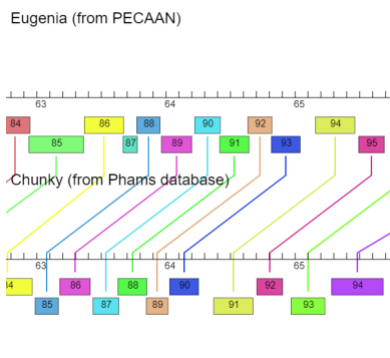 Eugenia (from PECAAN)
63 64 65
84 86 88 90 92 94
85 87 89 91 93 95
Chunky (from Phams database)
63 64 65
84 86 88 90 92 94
85 87 89 91 93